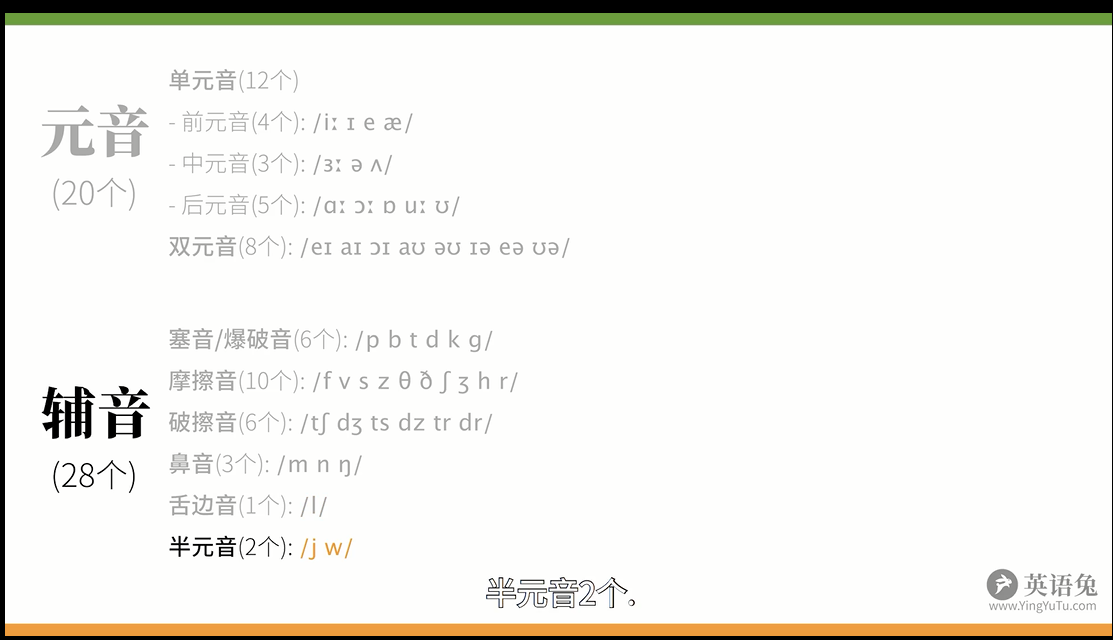 元音
(20个)
单元音(12个)
- 前元音(4个): /iː ɪ e æ/
- 中元音(3个): /ɜː ə ʌ/
- 后元音(5个): /ɑː ɔː ɒ uː ʊ/
双元音(8个): /eɪ aɪ ɔɪ aʊ əʊ ɪə eə ʊə/
辅音
(28个)
塞音/爆破音(6个): /p b t d k g/
摩擦音(10个): /f v s z θ ð ʃ ʒ h r/
破擦音(6个): /tʃ dʒ ts dz tr dr/
鼻音(3个): /m n ŋ/
舌边音(1个): /l/
半元音(2个): /j w/
半元音2个.
英语兔
www.YingYuTu.com